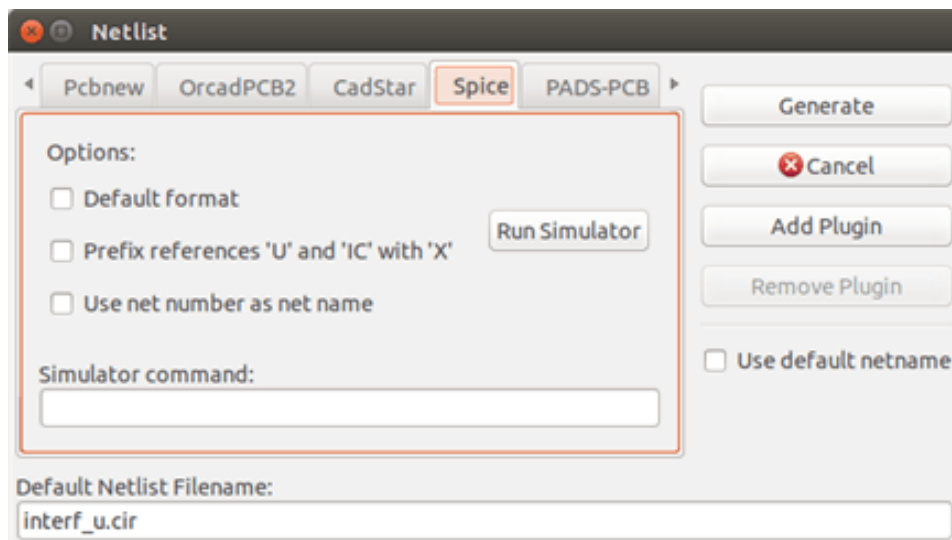 Netlist
Pcbnew OrcadPCB2 CadStar Spice PADS-PCB
Generate
Options:
Cancel
Default format
Run Simulator
Add Plugin
Prefix references 'U' and 'IC' with 'X'
Remove Plugin
Use net number as net name
Use default netname
Simulator command:
Default Netlist Filename:
interf_u.cir